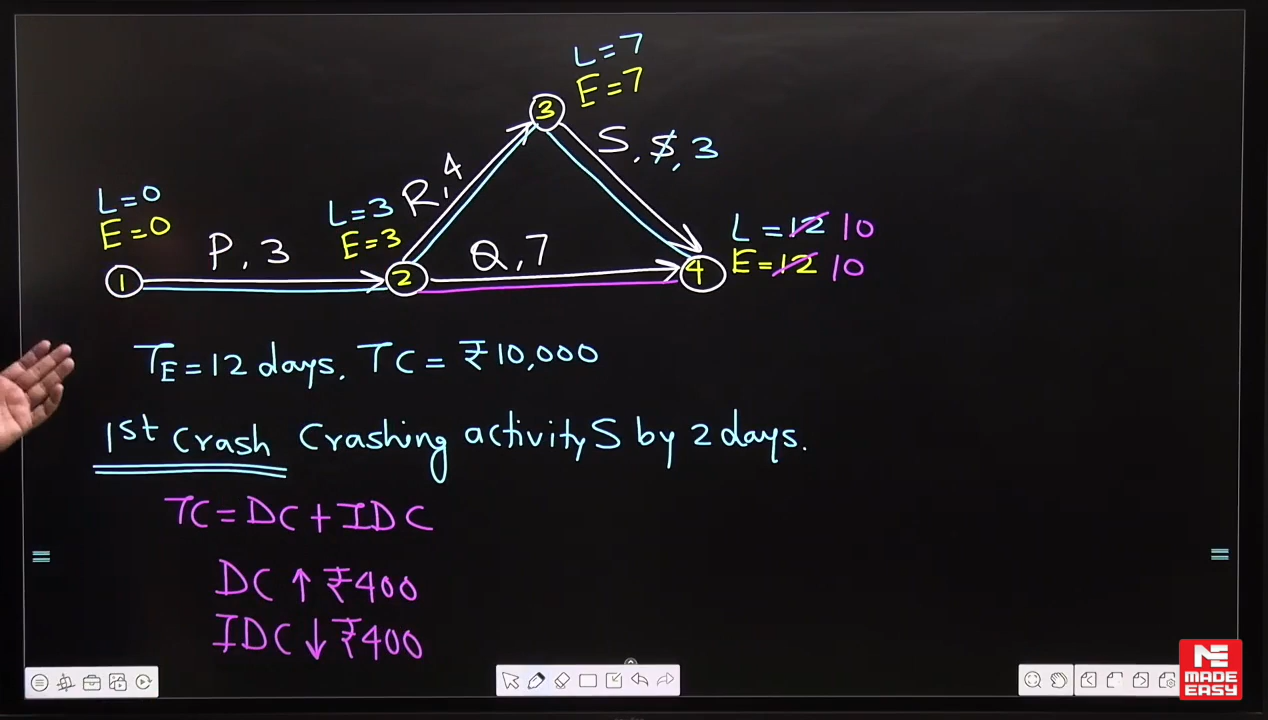 L=7
E=7
3
S, 5, 3
R, 4
L=0
E=0
L=3
E=3
P, 3
Q, 7
L=12 10
E=12 10
1
2
4
TE=12 days. TC= ₹10,000
1st Crash Crashing activity S by 2 days.
TC=DC+IDC
DC ↑ ₹400
IDC ↓ ₹400
MADE
EASY